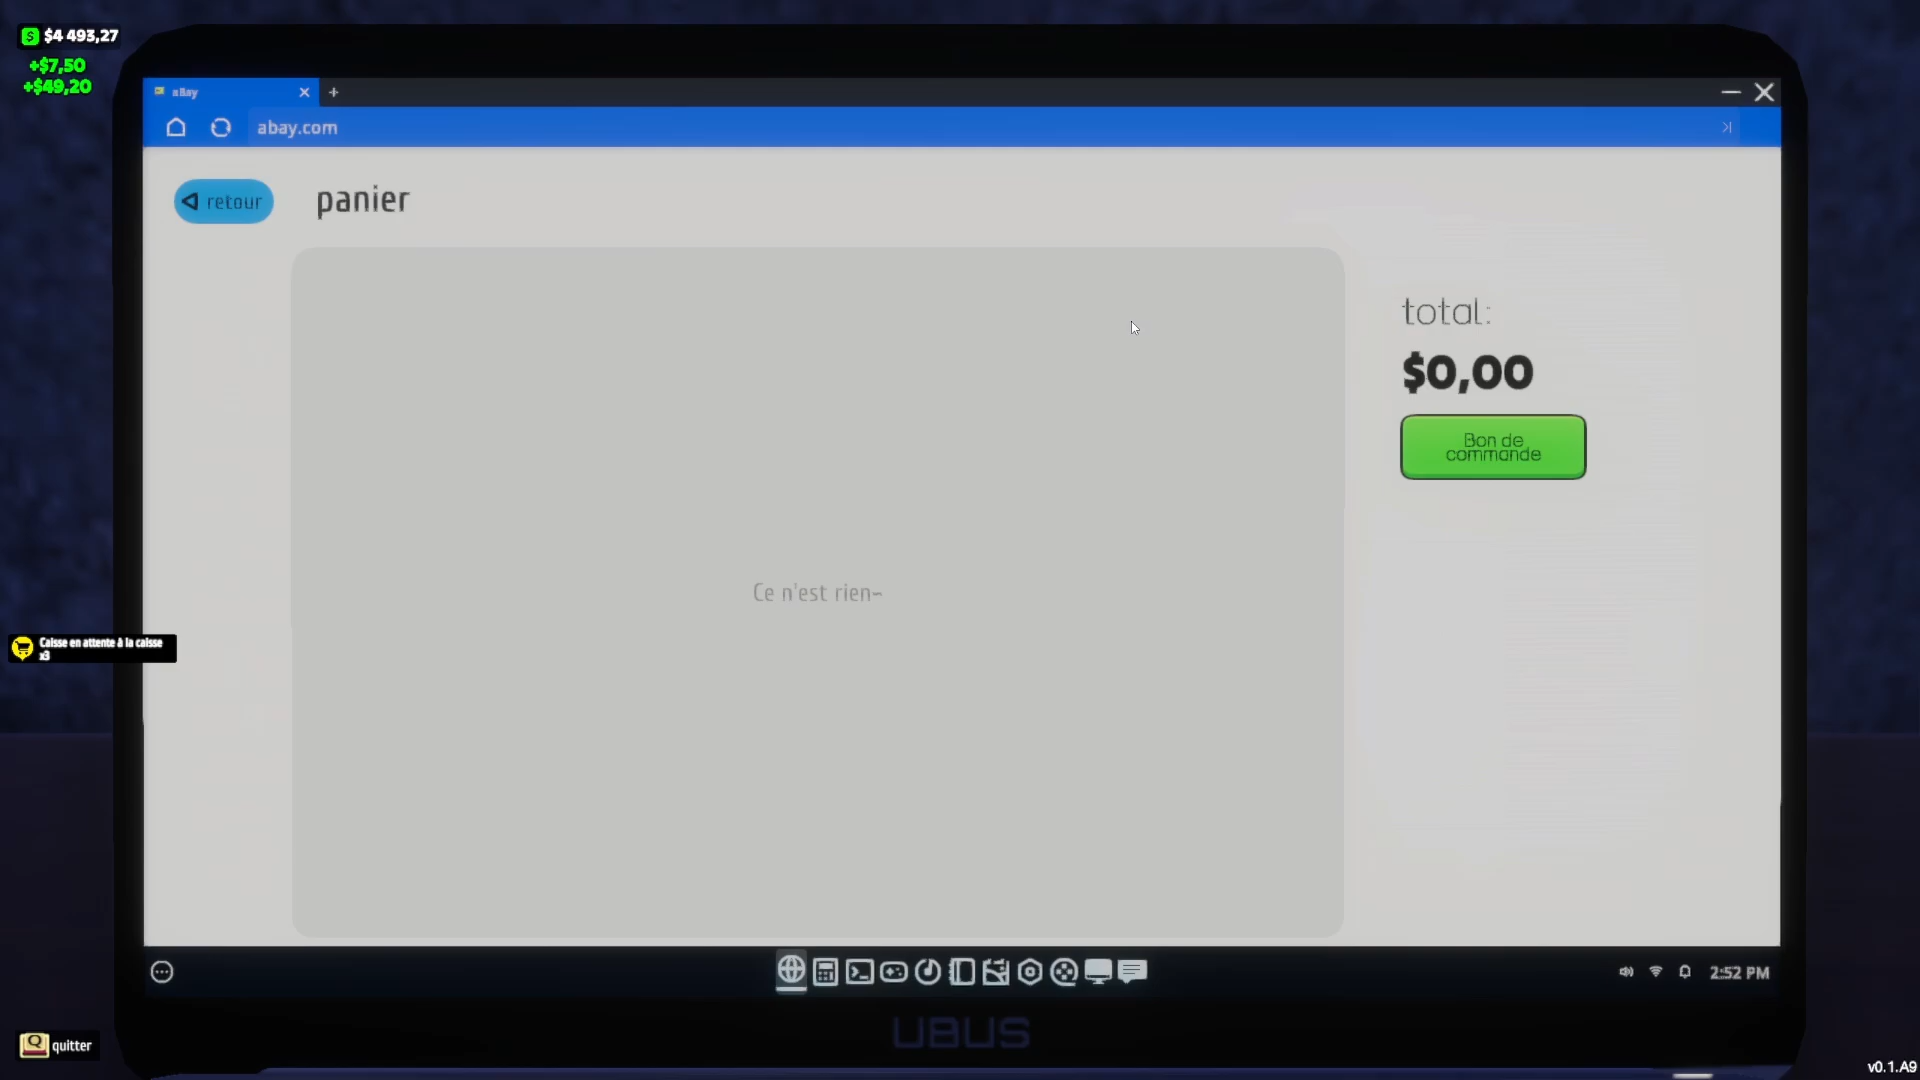 $4 493,27
+$7,50
+$49,20
aBay
abay.com
retour
panier
total:
$0,00
Bon de
commande
Ce n'est rien~
Caisse en attente à la caisse
x3
2:52 PM
UBUS
Q quitter
v0.1.A9